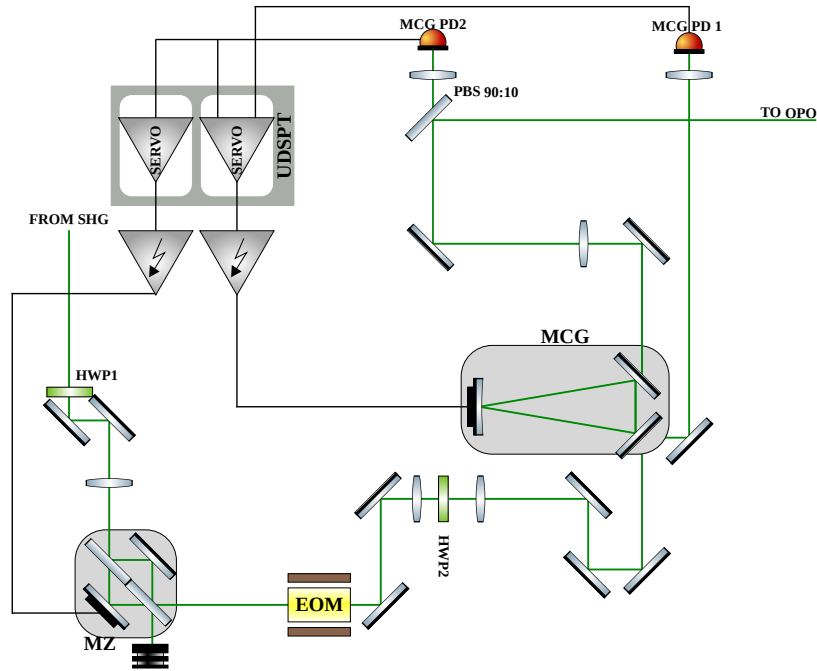 MCG PD2
MCG PD 1
PBS 90:10
TO OPO
SERVO
SERVO
UDSPT
FROM SHG
MCG
HWP1
HWP2
EOM
MZ